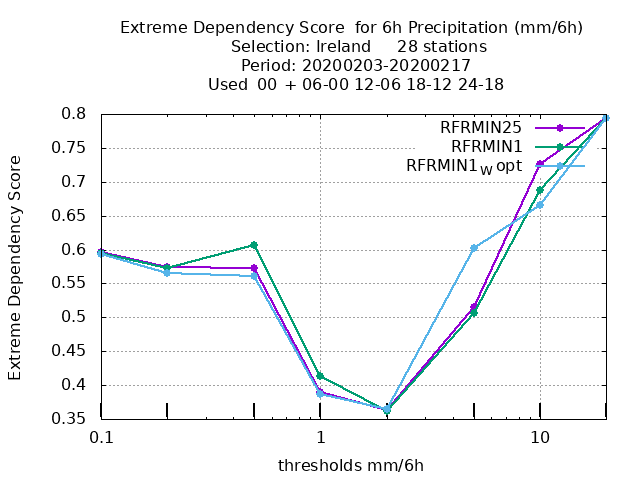 Extreme Dependency Score  for 6h Precipitation (mm/6h)
Selection: Ireland     28 stations
Period: 20200203-20200217
Used  00  + 06-00 12-06 18-12 24-18
RFRMIN25
RFRMIN1
RFRMIN1W opt
Extreme Dependency Score
0.8
0.75
0.7
0.65
0.6
0.55
0.5
0.45
0.4
0.35
0.1 1 10
thresholds mm/6h